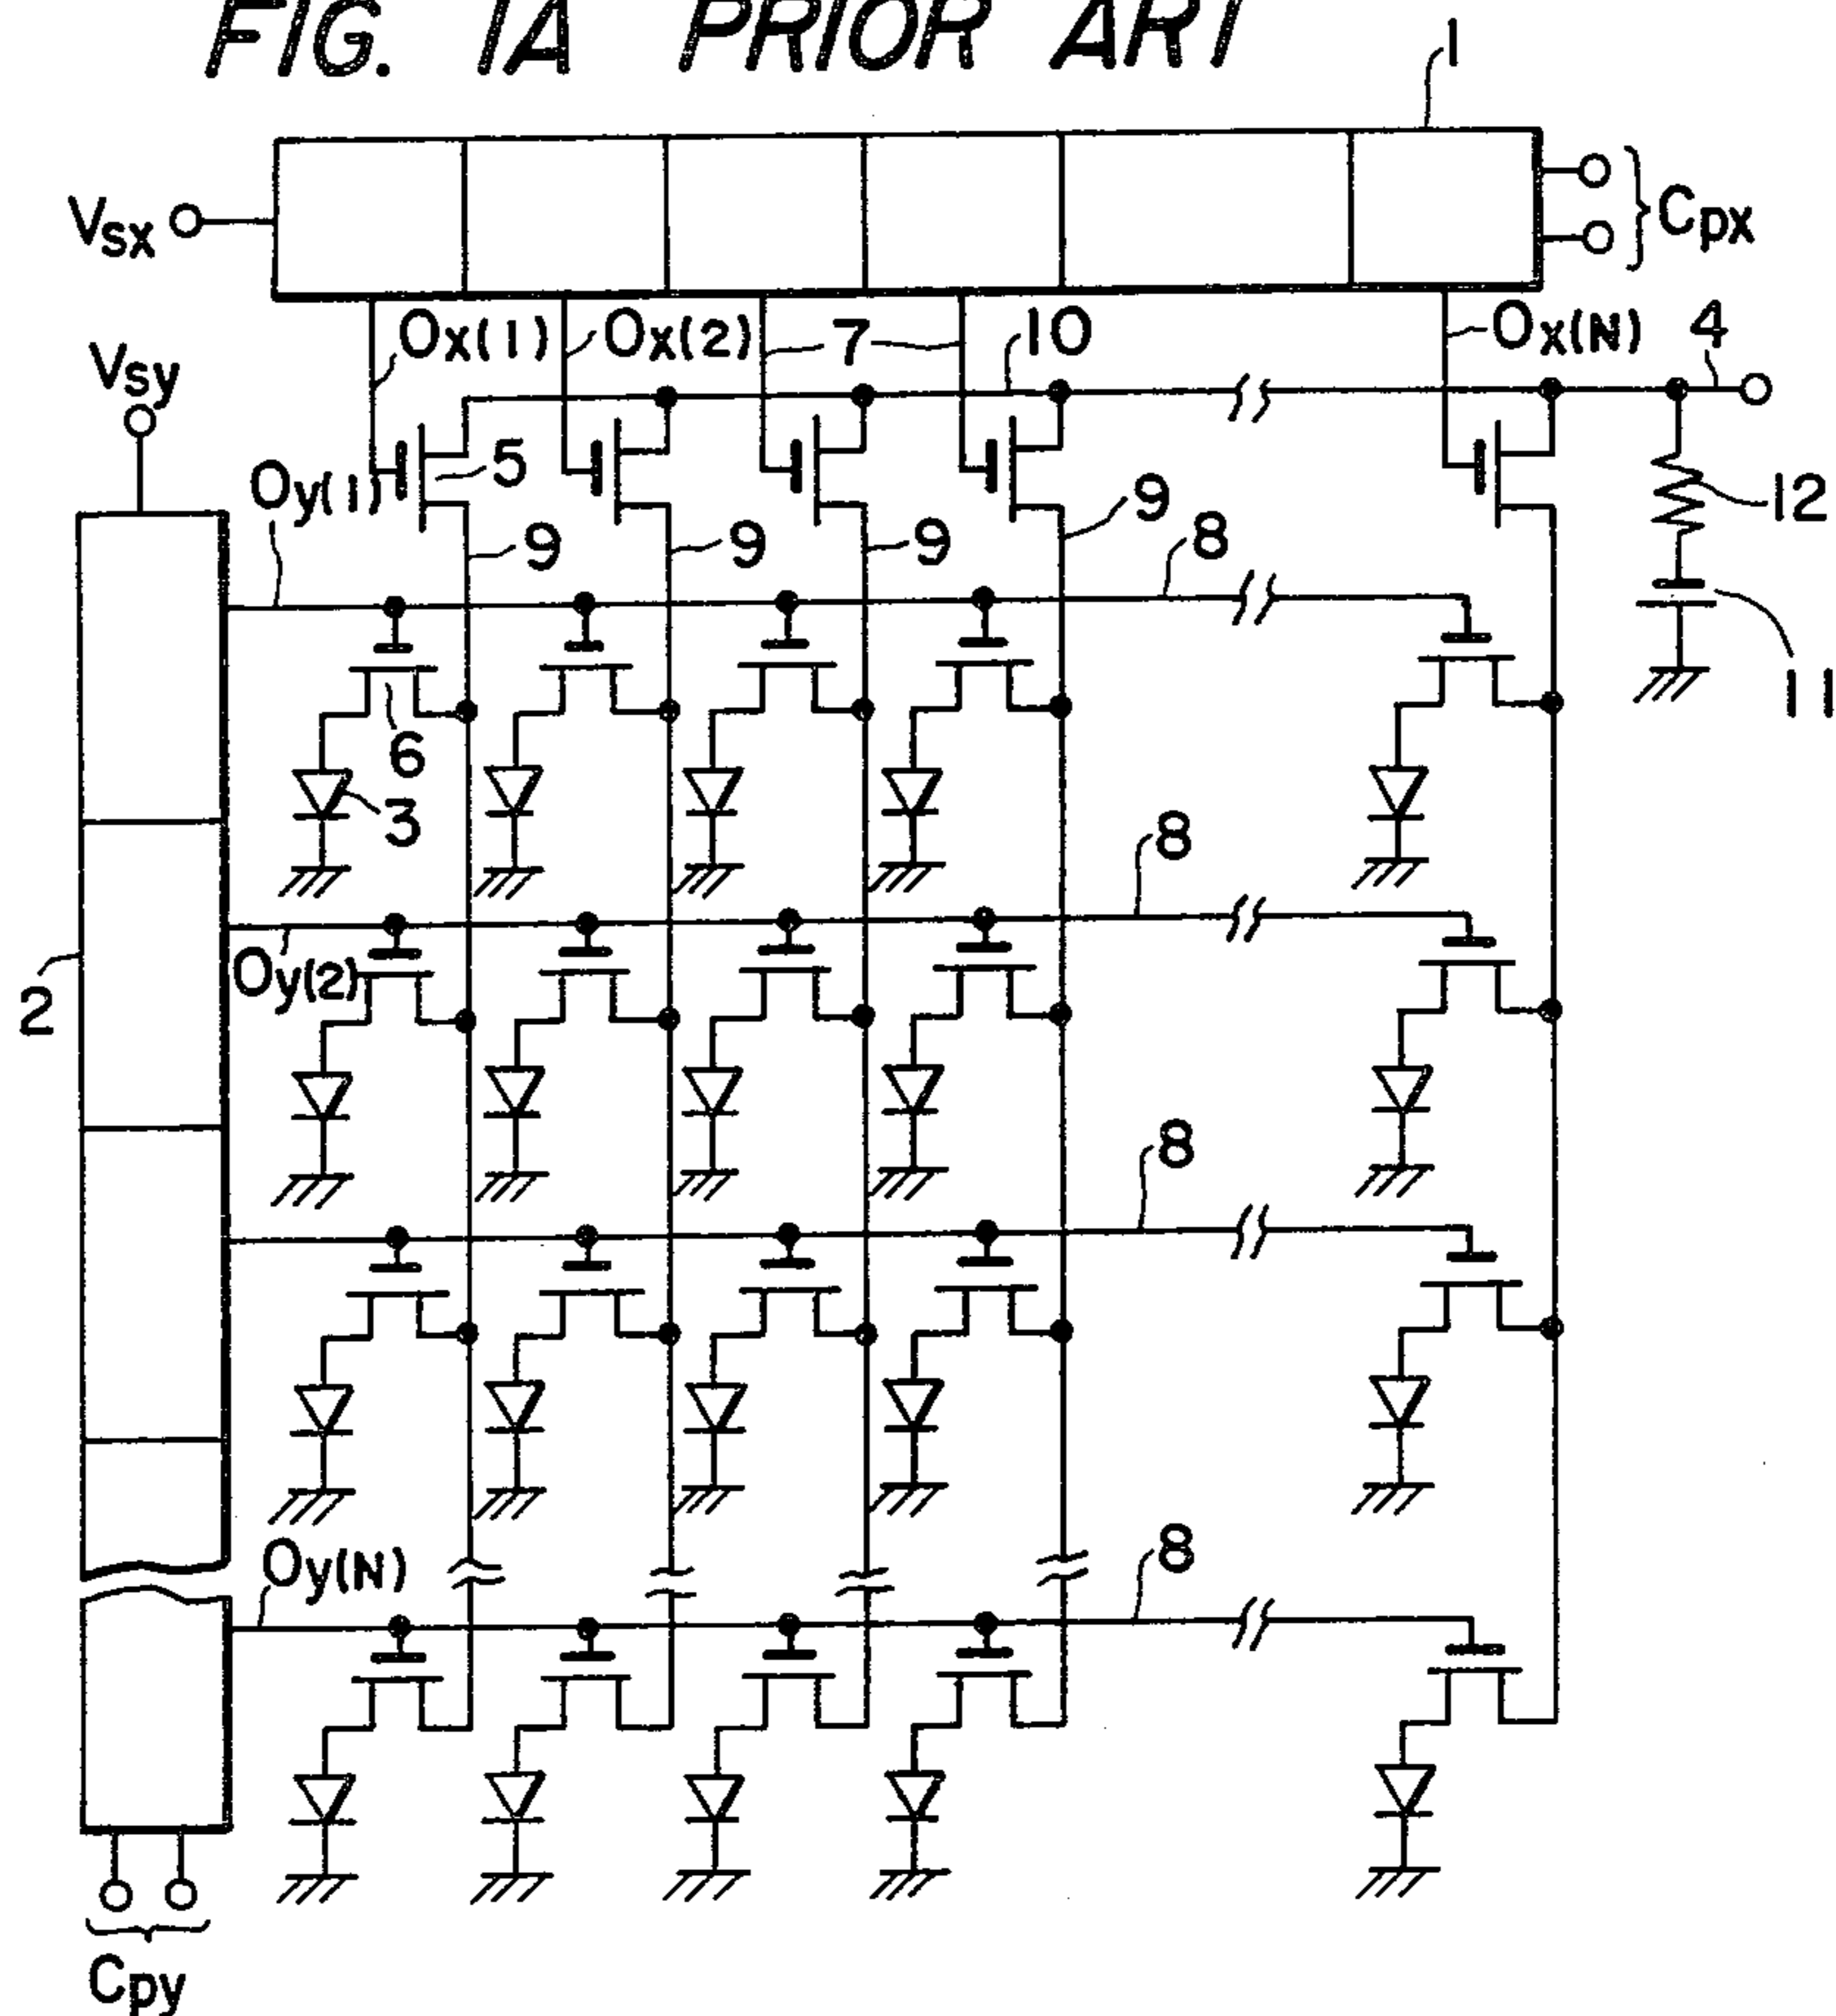 FIG. 1A PRIOR ART
1
Vsx
Cpx
Ox(1)
Ox(2)
7
10
Ox(N)
4
Vsy
Oy(1)
5
9
9
9
9
8
12
11
6
3
8
2
Oy(2)
8
Oy(N)
8
Cpy